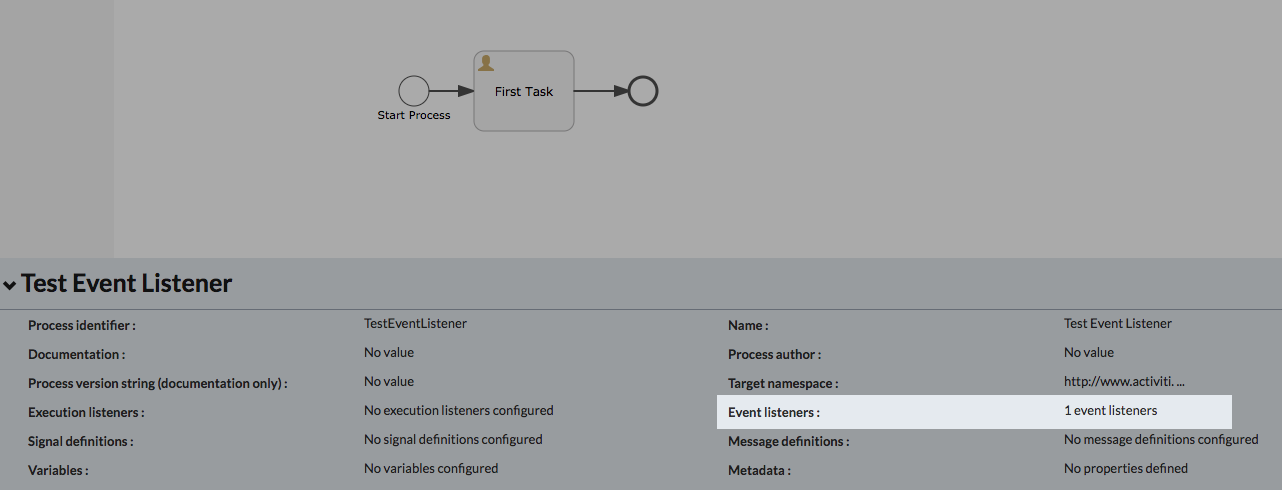 First Task
Start Process
Test Event Listener
Process identifier : TestEventListener Name : Test Event Listener
Documentation : No value Process author : No value
Process version string (documentation only) : No value Target namespace : http://www.activiti. ...
Execution listeners : No execution listeners configured Event listeners : 1 event listeners
Signal definitions : No signal definitions configured Message definitions : No message definitions configured
Variables : No variables configured Metadata : No properties defined